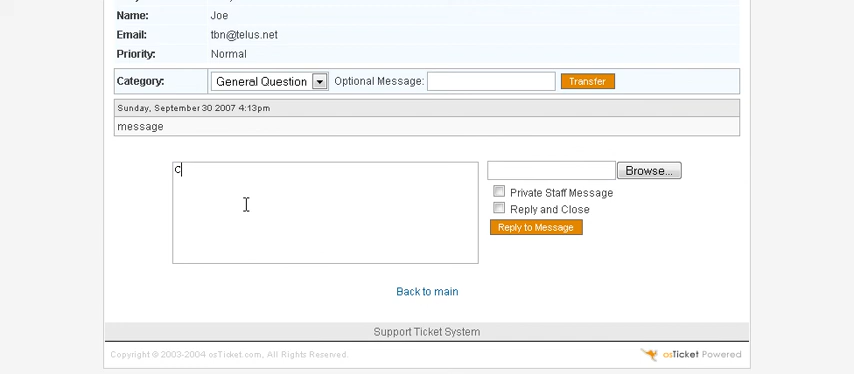 Name: Joe
Email: tbn@telus.net
Priority: Normal
Category: General Question Optional Message: Transfer
Sunday, September 30 2007 4:13pm
message
c
Browse...
Private Staff Message
Reply and Close
Reply to Message
Back to main
Support Ticket System
Copyright © 2003-2004 osTicket.com, All Rights Reserved. osTicket Powered